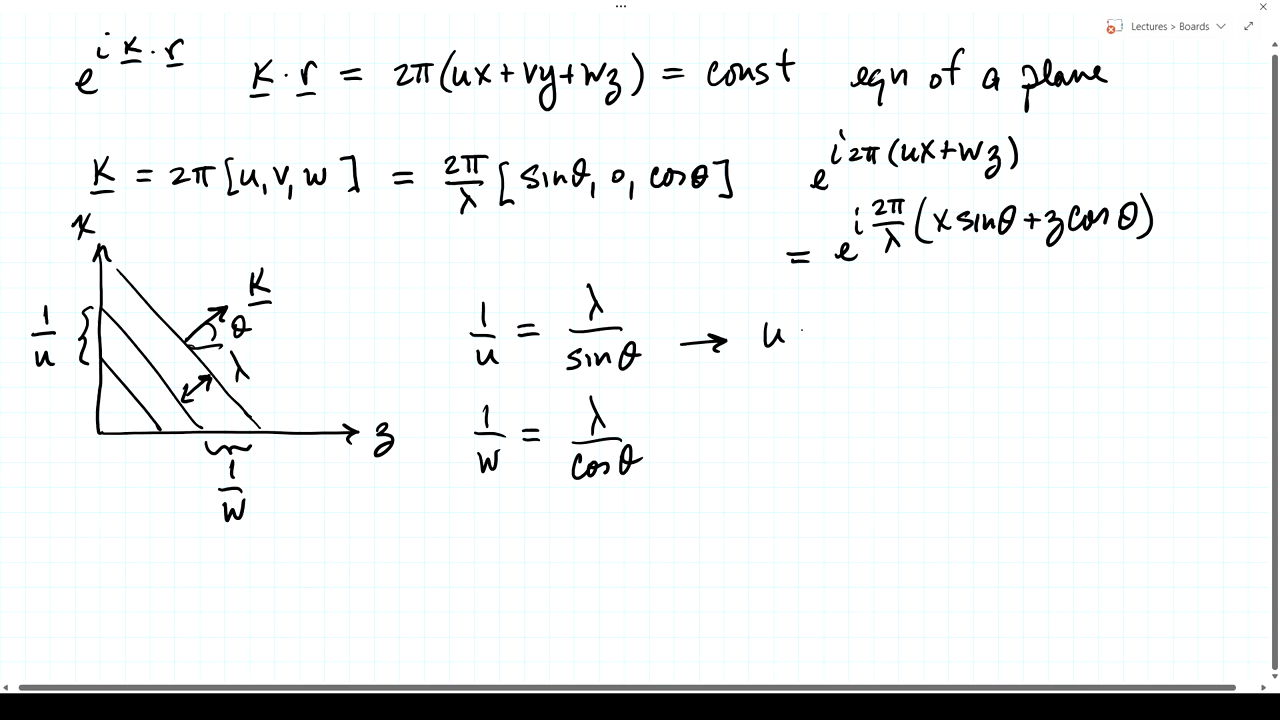 ...
Lectures > Boards
e^{i k · r}   k · r = 2π(ux+vy+wz) = const   eqn of a plane
k = 2π[u,v,w] = 2π/λ [sinθ, 0, cosθ]   e^{i2π(ux+wz)}
= e^{i 2π/λ (x sinθ + z cosθ)}
x
k
θ
1/u
λ
z
1/w
1/u = λ/sinθ → u
1/w = λ/cosθ